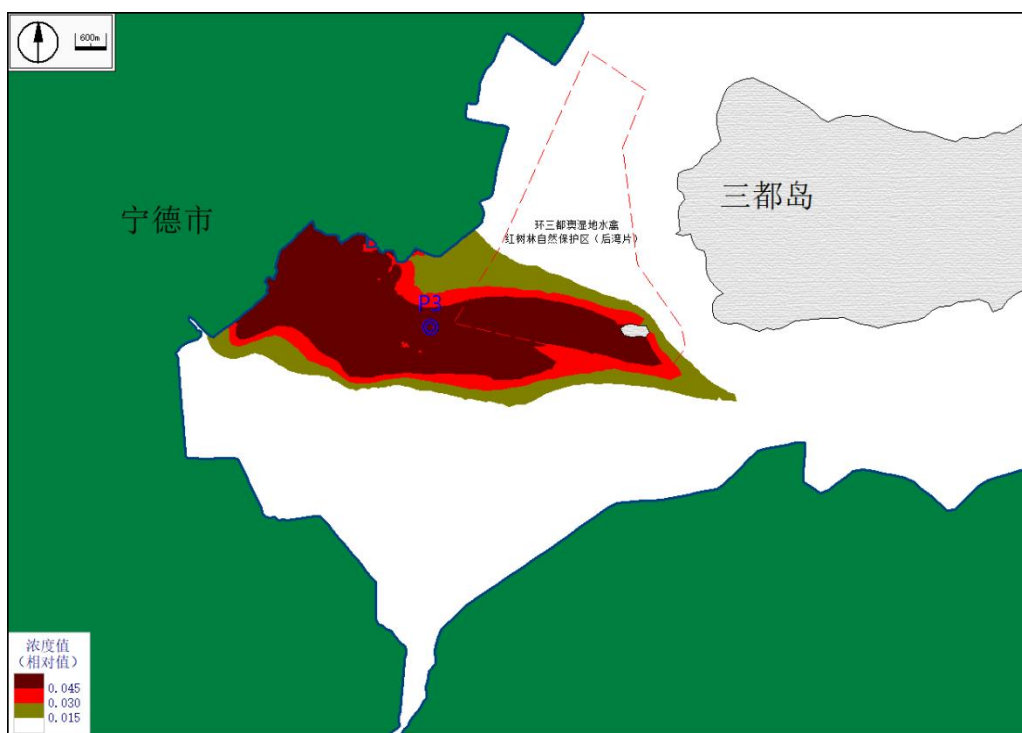 600m
三都岛
宁德市
环三都澳湿地水禽
红树林自然保护区（后湾片）
P3
浓度值
（相对值）
0.045
0.030
0.015